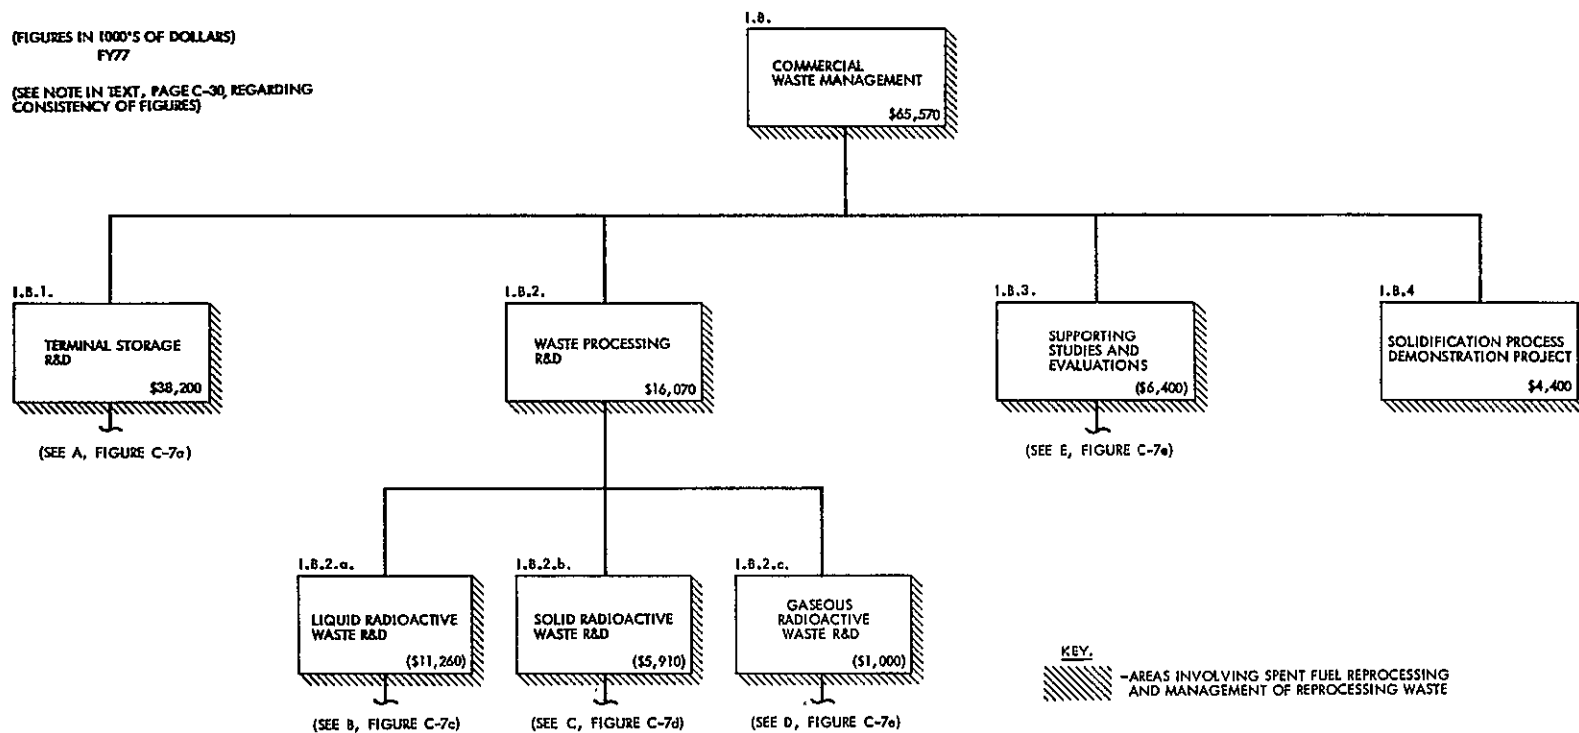 (FIGURES IN 1000'S OF DOLLARS)
FY77
(SEE NOTE IN TEXT, PAGE C-30, REGARDING
CONSISTENCY OF FIGURES)
I.B.
COMMERCIAL
WASTE MANAGEMENT
$65,570
I.B.1.
TERMINAL STORAGE
R&D
$38,200
(SEE A, FIGURE C-7a)
I.B.2.
WASTE PROCESSING
R&D
$16,070
I.B.3.
SUPPORTING
STUDIES AND
EVALUATIONS
($6,400)
(SEE E, FIGURE C-7e)
I.B.4
SOLIDIFICATION PROCESS
DEMONSTRATION PROJECT
$4,400
I.B.2.a.
LIQUID RADIOACTIVE
WASTE R&D
($11,260)
(SEE B, FIGURE C-7c)
I.B.2.b.
SOLID RADIOACTIVE
WASTE R&D
($5,910)
(SEE C, FIGURE C-7d)
I.B.2.c.
GASEOUS
RADIOACTIVE
WASTE R&D
($1,000)
(SEE D, FIGURE C-7e)
KEY.
-AREAS INVOLVING SPENT FUEL REPROCESSING
AND MANAGEMENT OF REPROCESSING WASTE